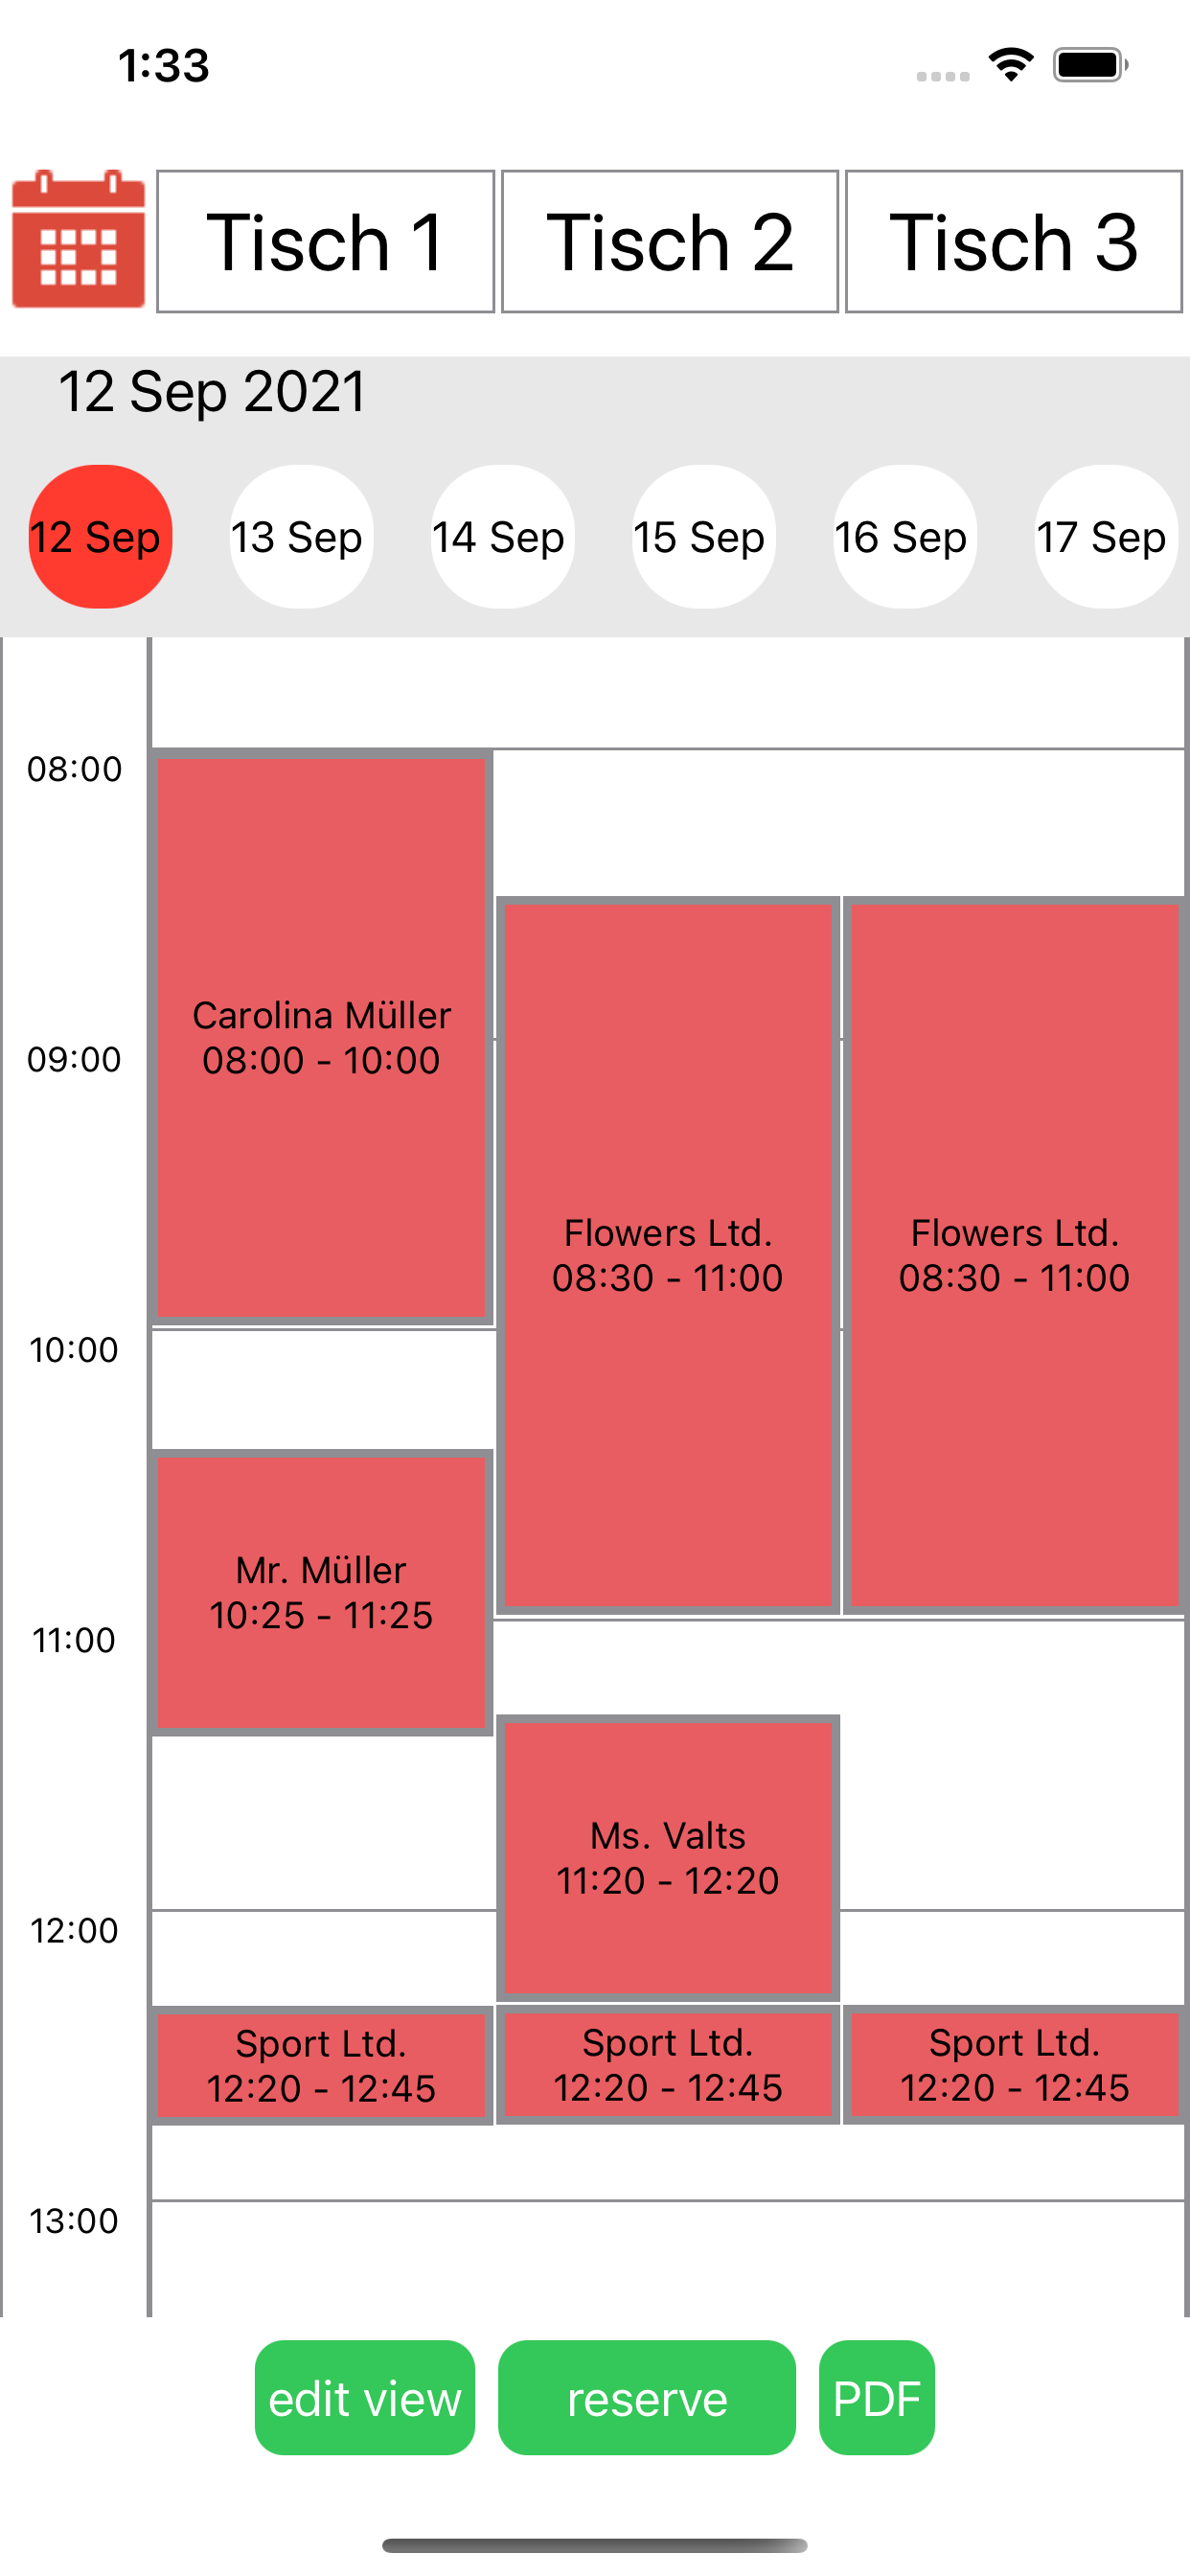 1:33
Tisch 1
Tisch 2
Tisch 3
12 Sep 2021
12 Sep
13 Sep
14 Sep
15 Sep
16 Sep
17 Sep
08:00
09:00
10:00
11:00
12:00
13:00
Carolina Müller
08:00 - 10:00
Mr. Müller
10:25 - 11:25
Sport Ltd.
12:20 - 12:45
Flowers Ltd.
08:30 - 11:00
Ms. Valts
11:20 - 12:20
Sport Ltd.
12:20 - 12:45
Flowers Ltd.
08:30 - 11:00
Sport Ltd.
12:20 - 12:45
edit view
reserve
PDF